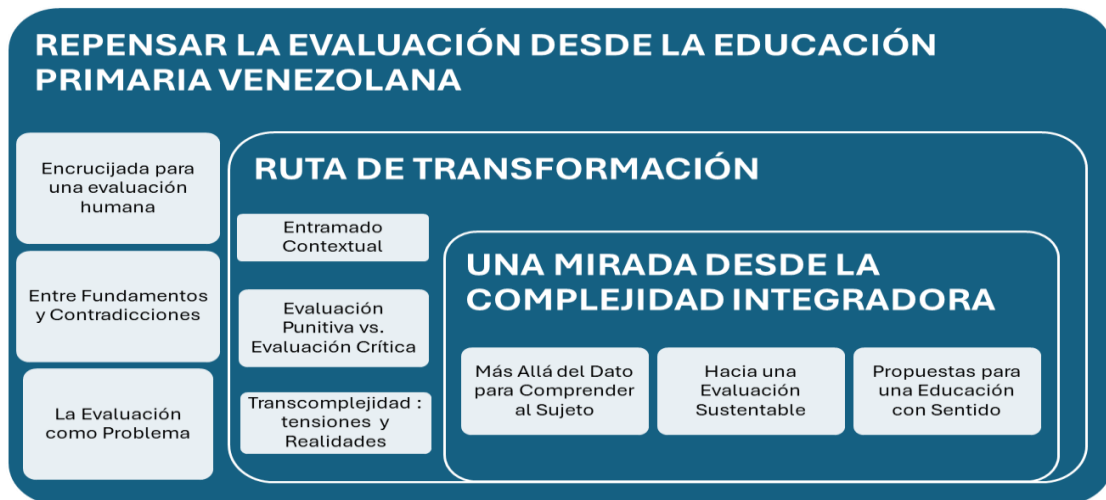 REPENSAR LA EVALUACIÓN DESDE LA EDUCACIÓN
PRIMARIA VENEZOLANA
Encrucijada para
una evaluación
humana
Entre Fundamentos
y Contradicciones
La Evaluación
como Problema
RUTA DE TRANSFORMACIÓN
Entramado
Contextual
Evaluación
Punitiva vs.
Evaluación Crítica
Transcomplejidad :
tensiones y
Realidades
UNA MIRADA DESDE LA
COMPLEJIDAD INTEGRADORA
Más Allá del Dato
para Comprender
al Sujeto
Hacia una
Evaluación
Sustentable
Propuestas para
una Educación
con Sentido